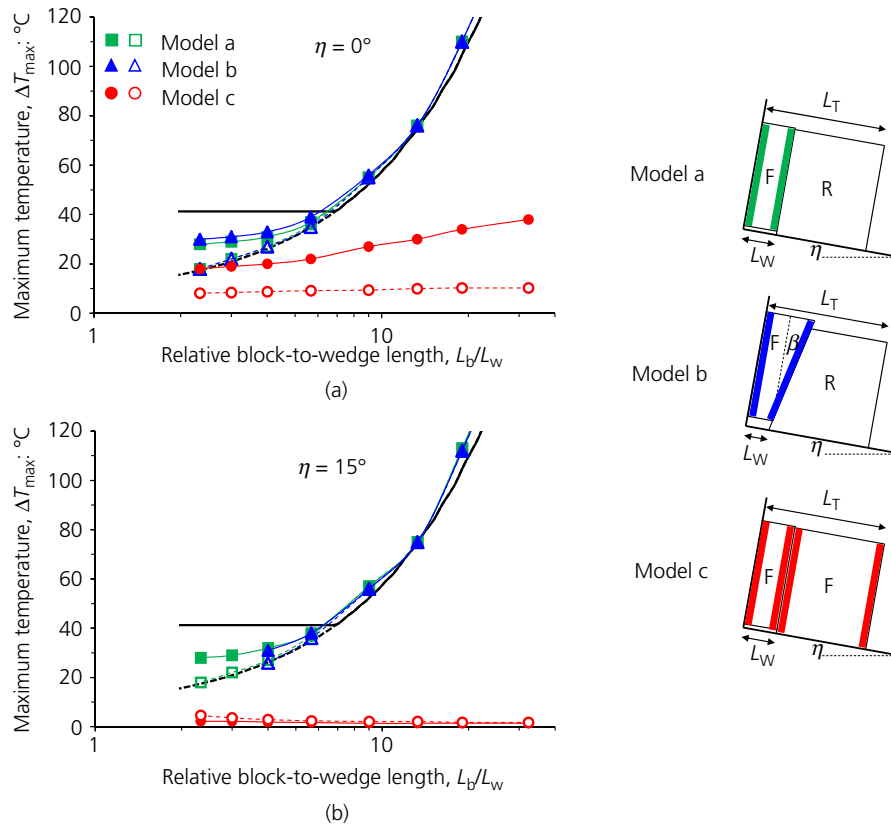 120
100
80
60
40
20
0
Maximum temperature, ΔTmax: °C
Model a
Model b
Model c
η = 0°
1
10
Relative block-to-wedge length, Lb/Lw
(a)
120
100
80
60
40
20
0
Maximum temperature, ΔTmax: °C
η = 15°
1
10
Relative block-to-wedge length, Lb/Lw
(b)
Model a
LT
F
R
LW
η
Model b
LT
F
β
R
LW
η
Model c
LT
F
F
LW
η